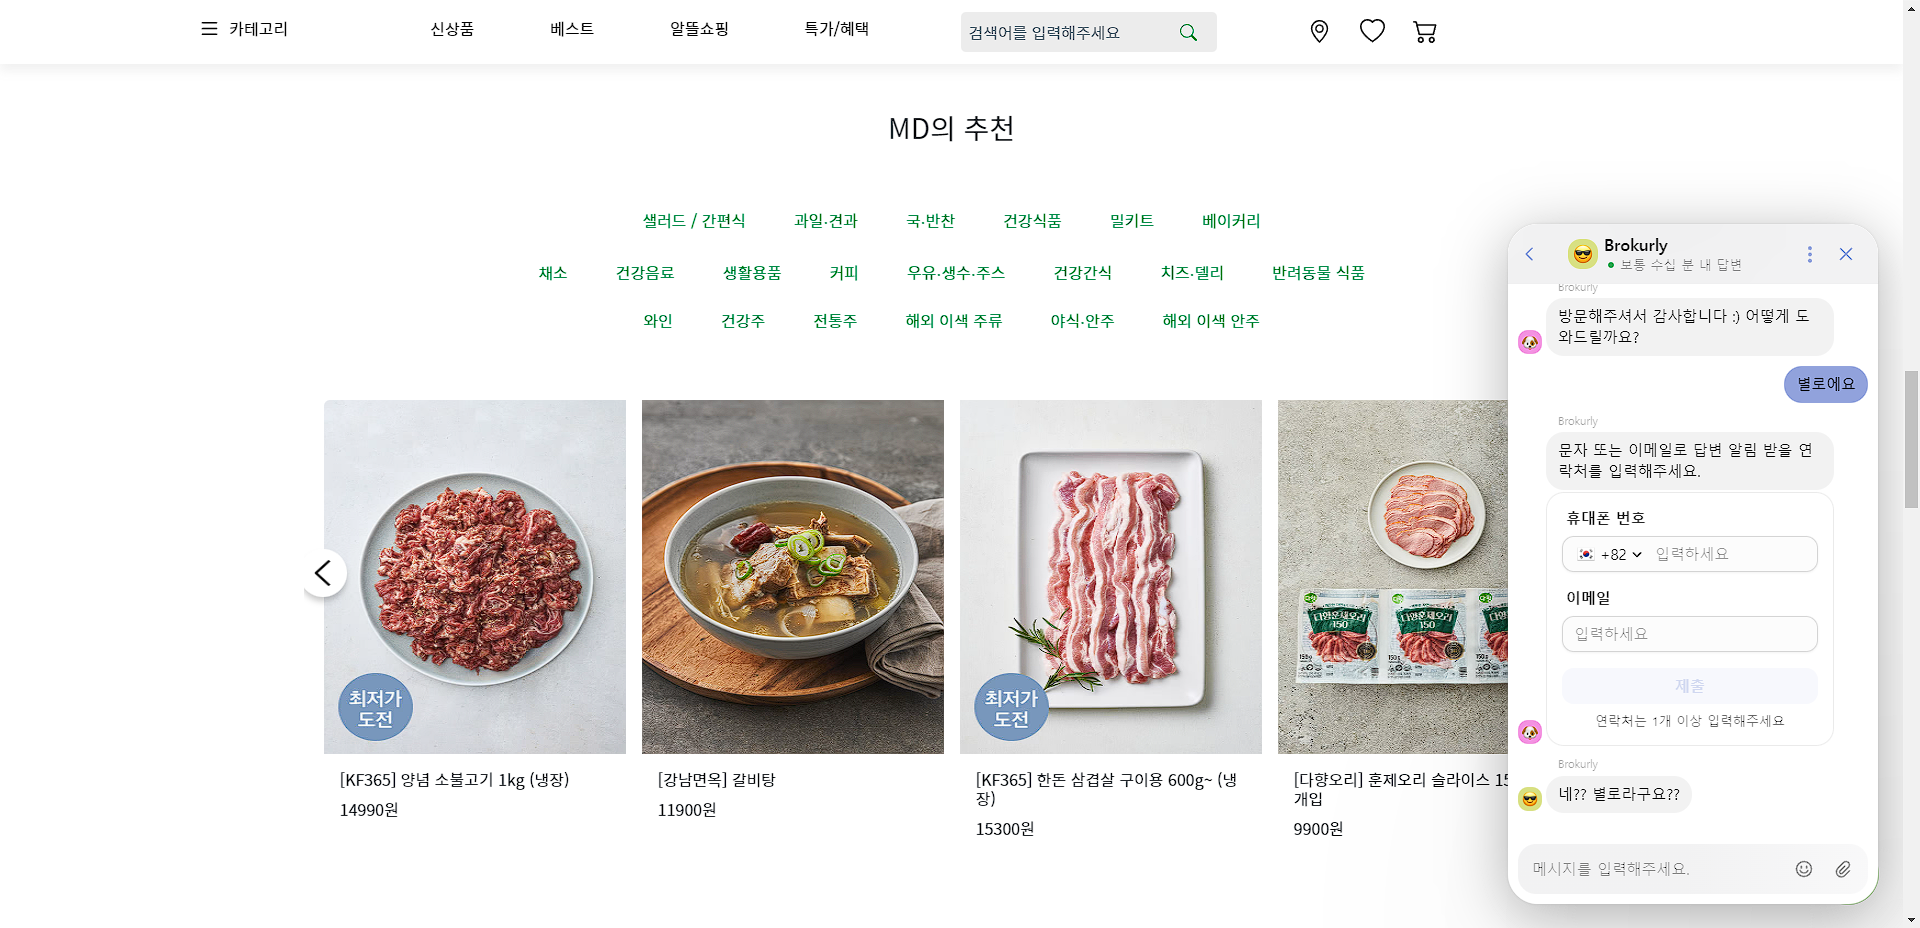 카테고리
신상품
베스트
알뜰쇼핑
특가/혜택
검색어를 입력해주세요
MD의 추천
샐러드 / 간편식
과일·견과
국·반찬
건강식품
밀키트
베이커리
채소
건강음료
생활용품
커피
우유·생수·주스
건강간식
치즈·델리
반려동물 식품
와인
건강주
전통주
해외 이색 주류
야식·안주
해외 이색 안주
최저가
도전
[KF365] 양념 소불고기 1kg (냉장)
14990원
[강남면옥] 갈비탕
11900원
최저가
도전
[KF365] 한돈 삼겹살 구이용 600g~ (냉
장)
15300원
다향훈제오리
150
다향훈제오리
150
[다향오리] 훈제오리 슬라이스 15
개입
9900원
Brokurly
보통 수십 분 내 답변
Brokurly
방문해주셔서 감사합니다 :) 어떻게 도
와드릴까요?
별로에요
Brokurly
문자 또는 이메일로 답변 알림 받을 연
락처를 입력해주세요.
휴대폰 번호
+82
입력하세요
이메일
입력하세요
제출
연락처는 1개 이상 입력해주세요
Brokurly
네?? 별로라구요??
메시지를 입력해주세요.